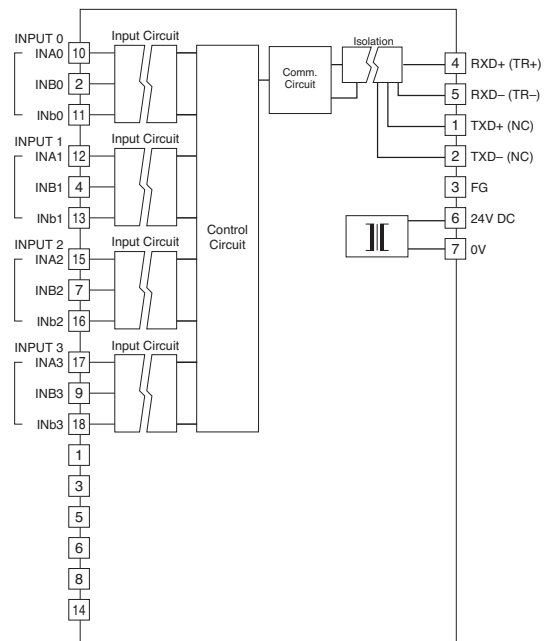 INPUT 0
INA0 10
INB0 2
INb0 11
Input Circuit
INPUT 1
INA1 12
INB1 4
INb1 13
Input Circuit
INPUT 2
INA2 15
INB2 7
INb2 16
Input Circuit
INPUT 3
INA3 17
INB3 9
INb3 18
Input Circuit
1
3
5
6
8
14
Control
Circuit
Comm.
Circuit
Isolation
4 RXD+ (TR+)
5 RXD– (TR–)
1 TXD+ (NC)
2 TXD– (NC)
3 FG
6 24V DC
7 0V